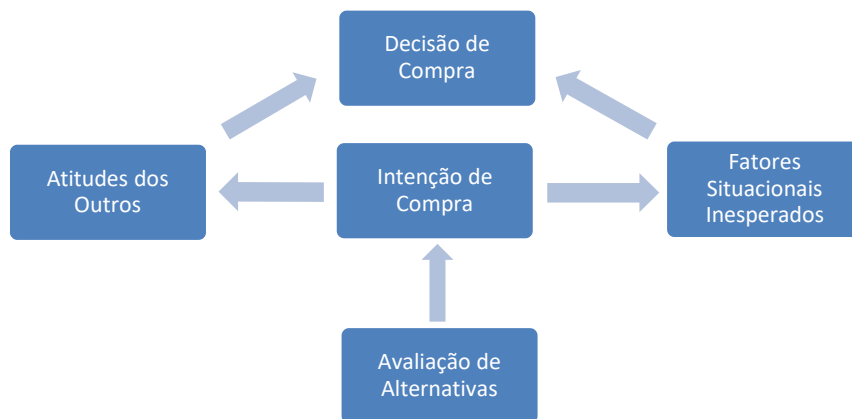 Decisão de
Compra
Atitudes dos
Outros
Intenção de
Compra
Fatores
Situacionais
Inesperados
Avaliação de
Alternativas